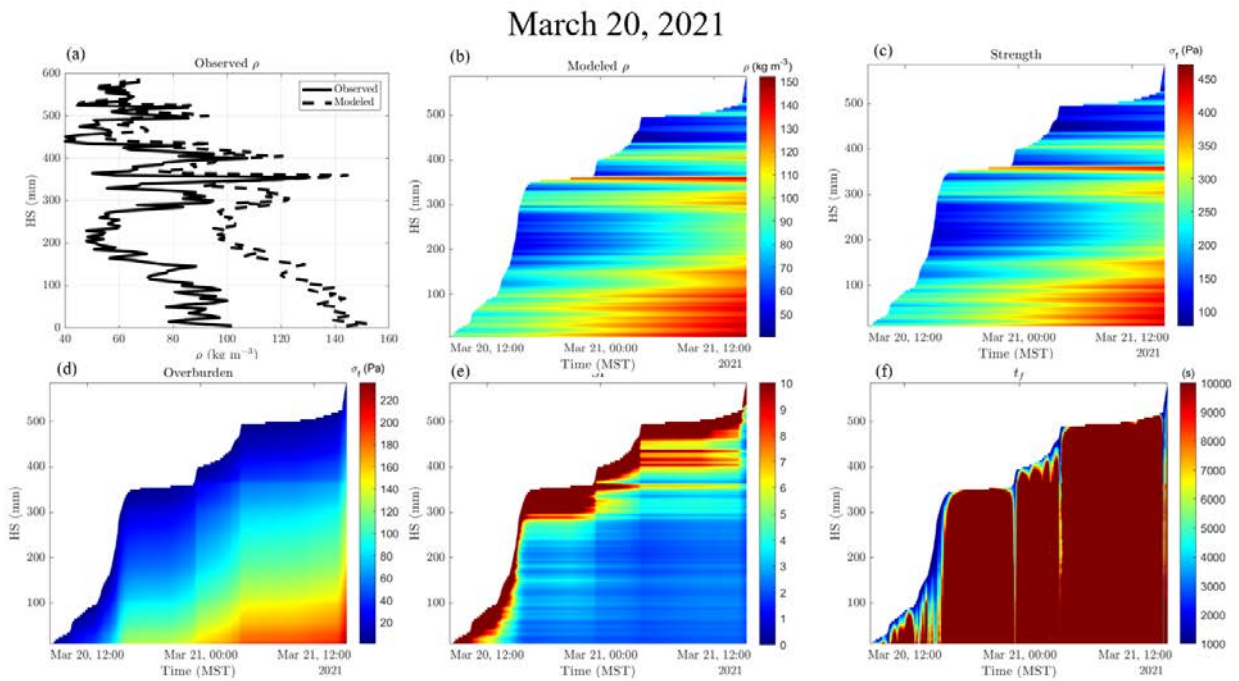 March 20, 2021
(a)
Observed ρ
600
500
400
300
200
100
0
HS (mm)
Observed
Modeled
40 60 80 100 120 140 160
ρ (kg m⁻³)
(b)
Modeled ρ
ρ (kg m⁻³)
500
400
300
200
100
HS (mm)
Mar 20, 12:00 Mar 21, 00:00 Mar 21, 12:00
Time (MST) 2021
150
140
130
120
110
100
90
80
70
60
50
(c)
Strength
σf (Pa)
500
400
300
200
100
HS (mm)
Mar 20, 12:00 Mar 21, 00:00 Mar 21, 12:00
Time (MST) 2021
450
400
350
300
250
200
150
100
(d)
Overburden
σf (Pa)
500
400
300
200
100
HS (mm)
Mar 20, 12:00 Mar 21, 00:00 Mar 21, 12:00
Time (MST) 2021
220
200
180
160
140
120
100
80
60
40
20
(e)
500
400
300
200
100
HS (mm)
Mar 20, 12:00 Mar 21, 00:00 Mar 21, 12:00
Time (MST) 2021
10
9
8
7
6
5
4
3
2
1
0
(f)
tf
(s)
500
400
300
200
100
HS (mm)
Mar 20, 12:00 Mar 21, 00:00 Mar 21, 12:00
Time (MST) 2021
10000
9000
8000
7000
6000
5000
4000
3000
2000
1000